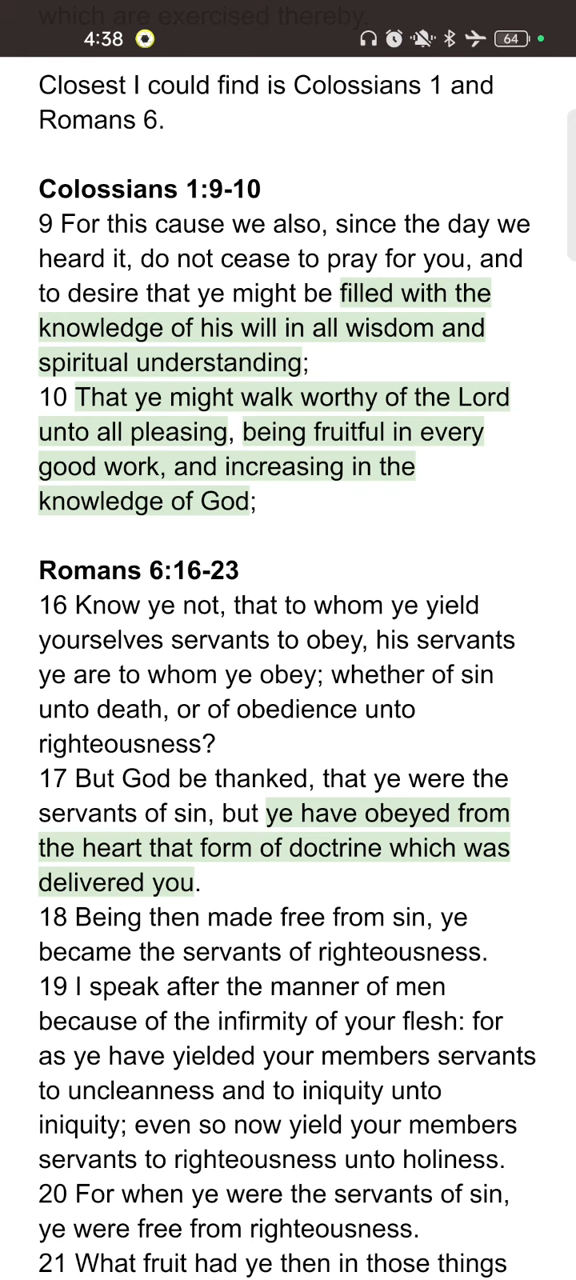 which are exercised thereby.
4:38
64
Closest I could find is Colossians 1 and
Romans 6.
Colossians 1:9-10
9 For this cause we also, since the day we
heard it, do not cease to pray for you, and
to desire that ye might be filled with the
knowledge of his will in all wisdom and
spiritual understanding;
10 That ye might walk worthy of the Lord
unto all pleasing, being fruitful in every
good work, and increasing in the
knowledge of God;
Romans 6:16-23
16 Know ye not, that to whom ye yield
yourselves servants to obey, his servants
ye are to whom ye obey; whether of sin
unto death, or of obedience unto
righteousness?
17 But God be thanked, that ye were the
servants of sin, but ye have obeyed from
the heart that form of doctrine which was
delivered you.
18 Being then made free from sin, ye
became the servants of righteousness.
19 I speak after the manner of men
because of the infirmity of your flesh: for
as ye have yielded your members servants
to uncleanness and to iniquity unto
iniquity; even so now yield your members
servants to righteousness unto holiness.
20 For when ye were the servants of sin,
ye were free from righteousness.
21 What fruit had ye then in those things